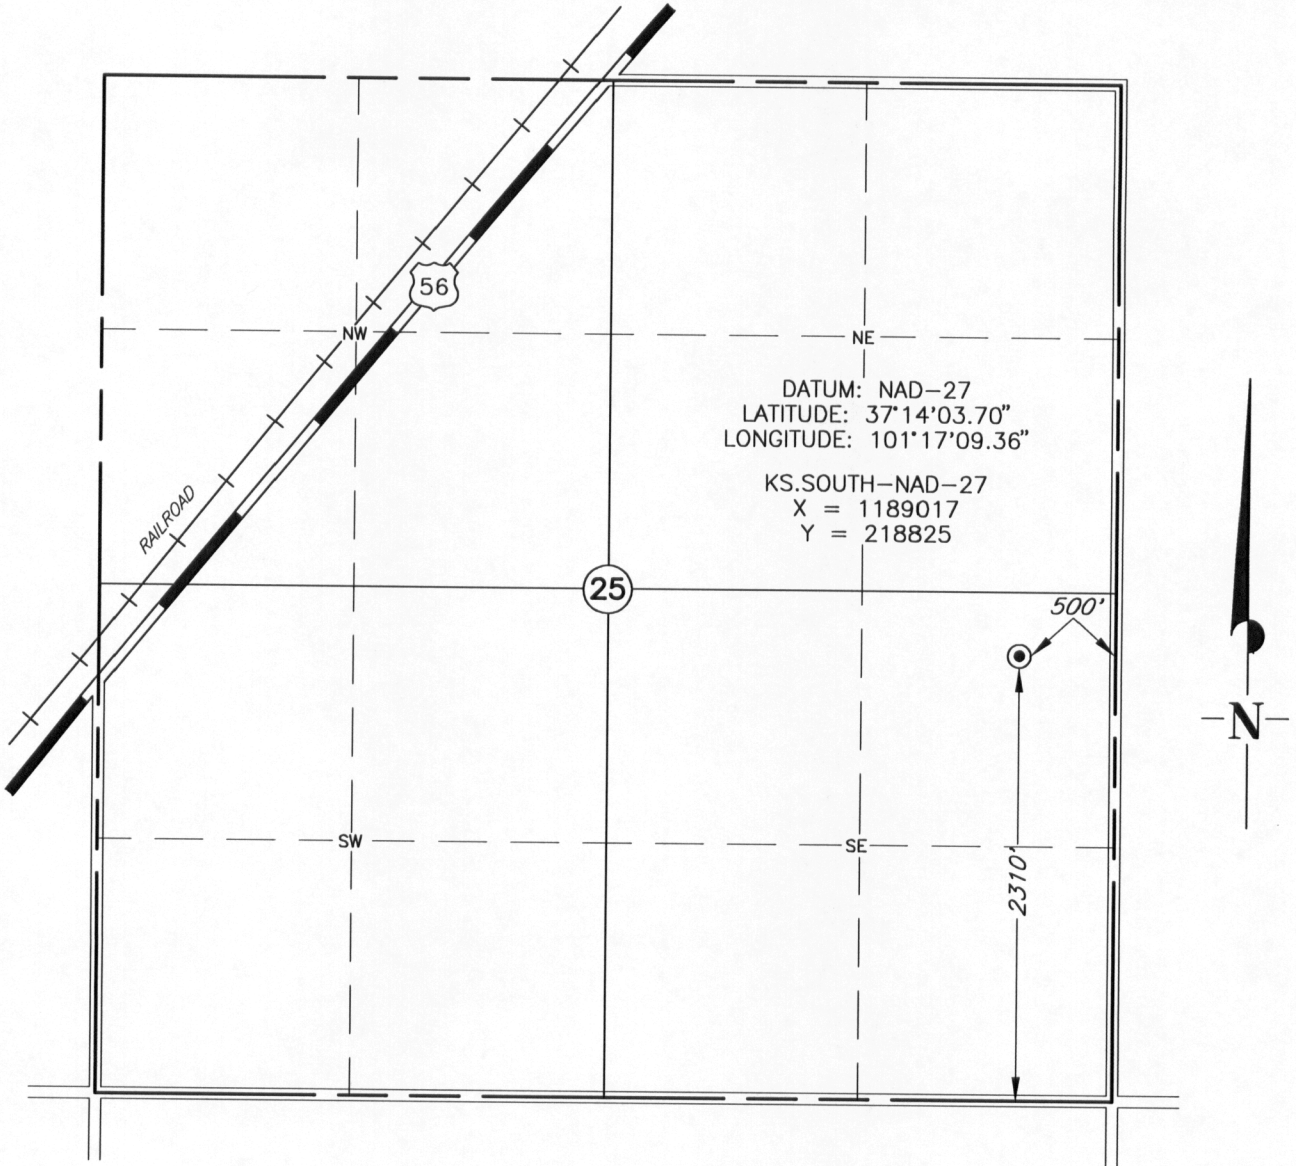 56
NW
NE
DATUM: NAD-27
LATITUDE: 37°14'03.70"
LONGITUDE: 101°17'09.36"
KS.SOUTH-NAD-27
X = 1189017
Y = 218825
RAILROAD
25
500'
N
SW
SE
2310'